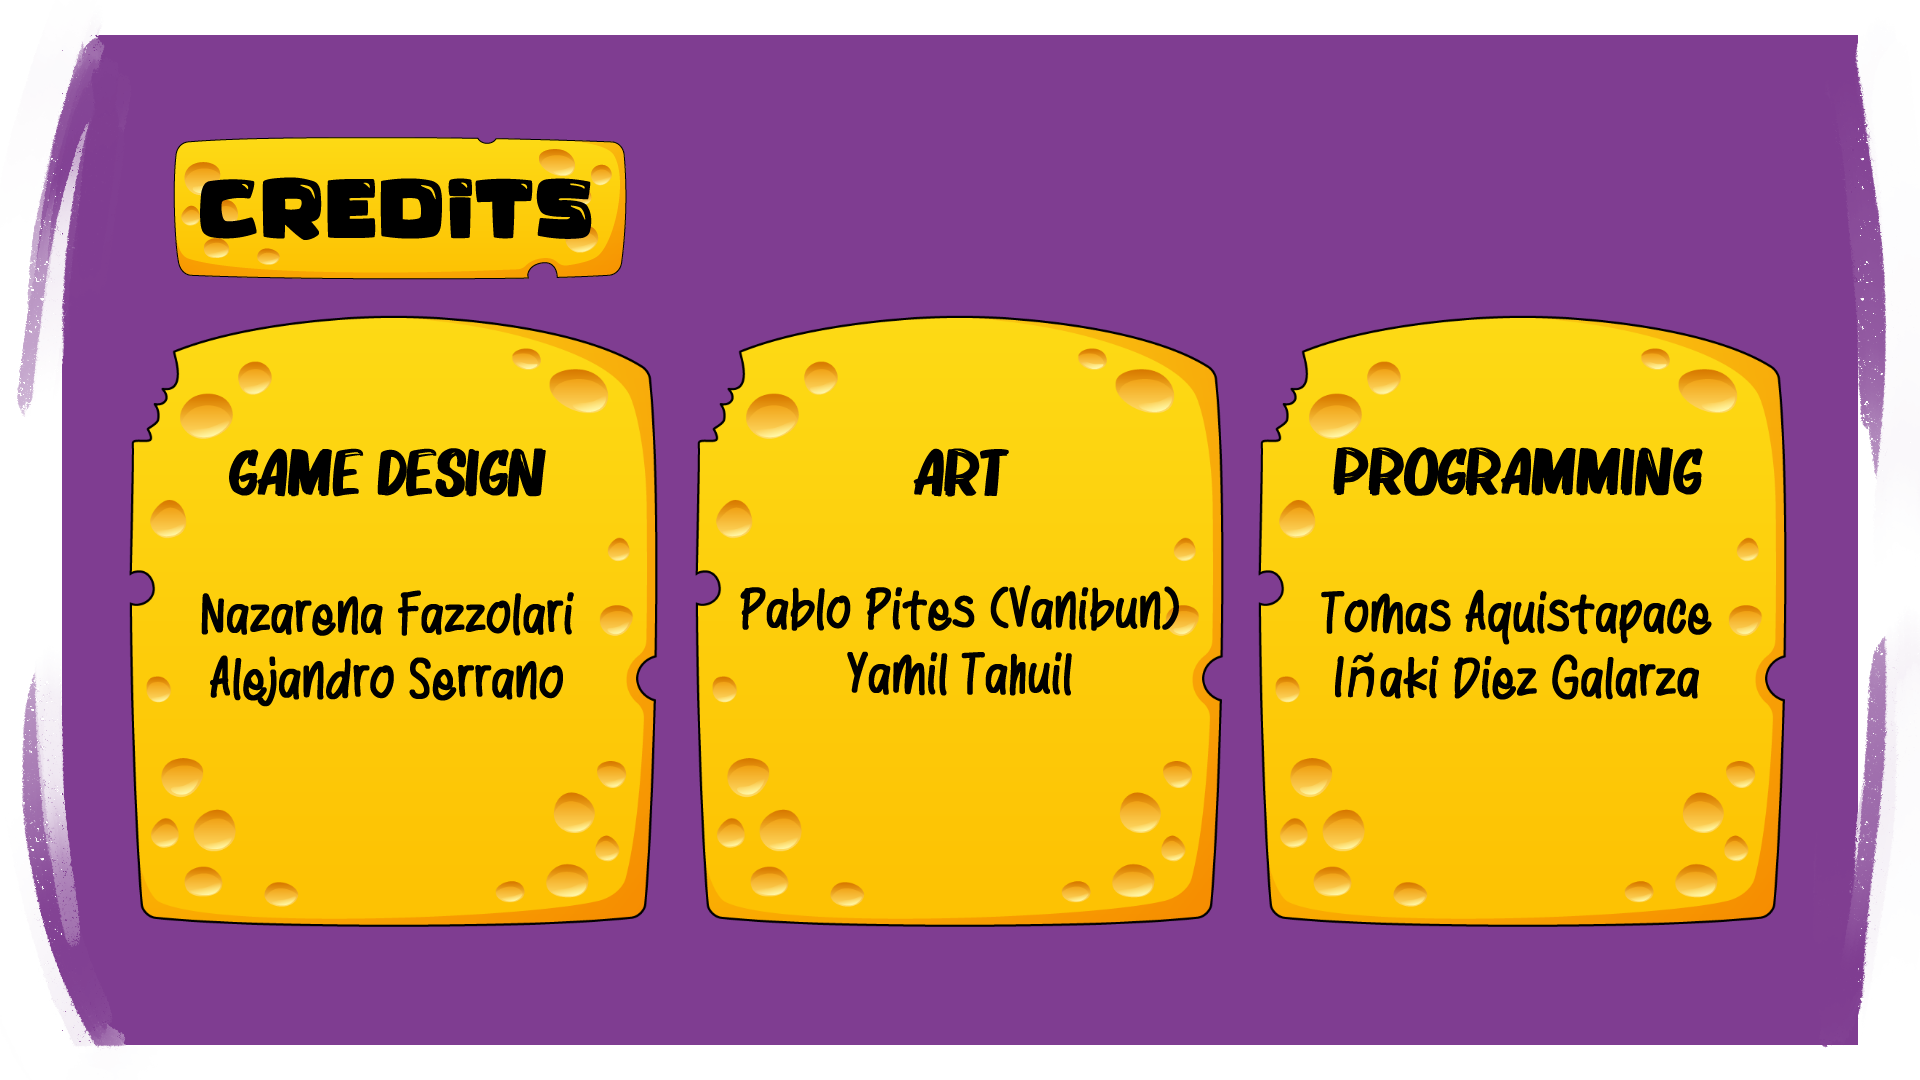 CREDiTS
GAME DESIGN
Nazarena Fazzolari
Alejandro Serrano
ART
Pablo Pites (Vanibun)
Yamil Tahuil
PROGRAMMING
Tomas Aquistapace
Iñaki Diez Galarza